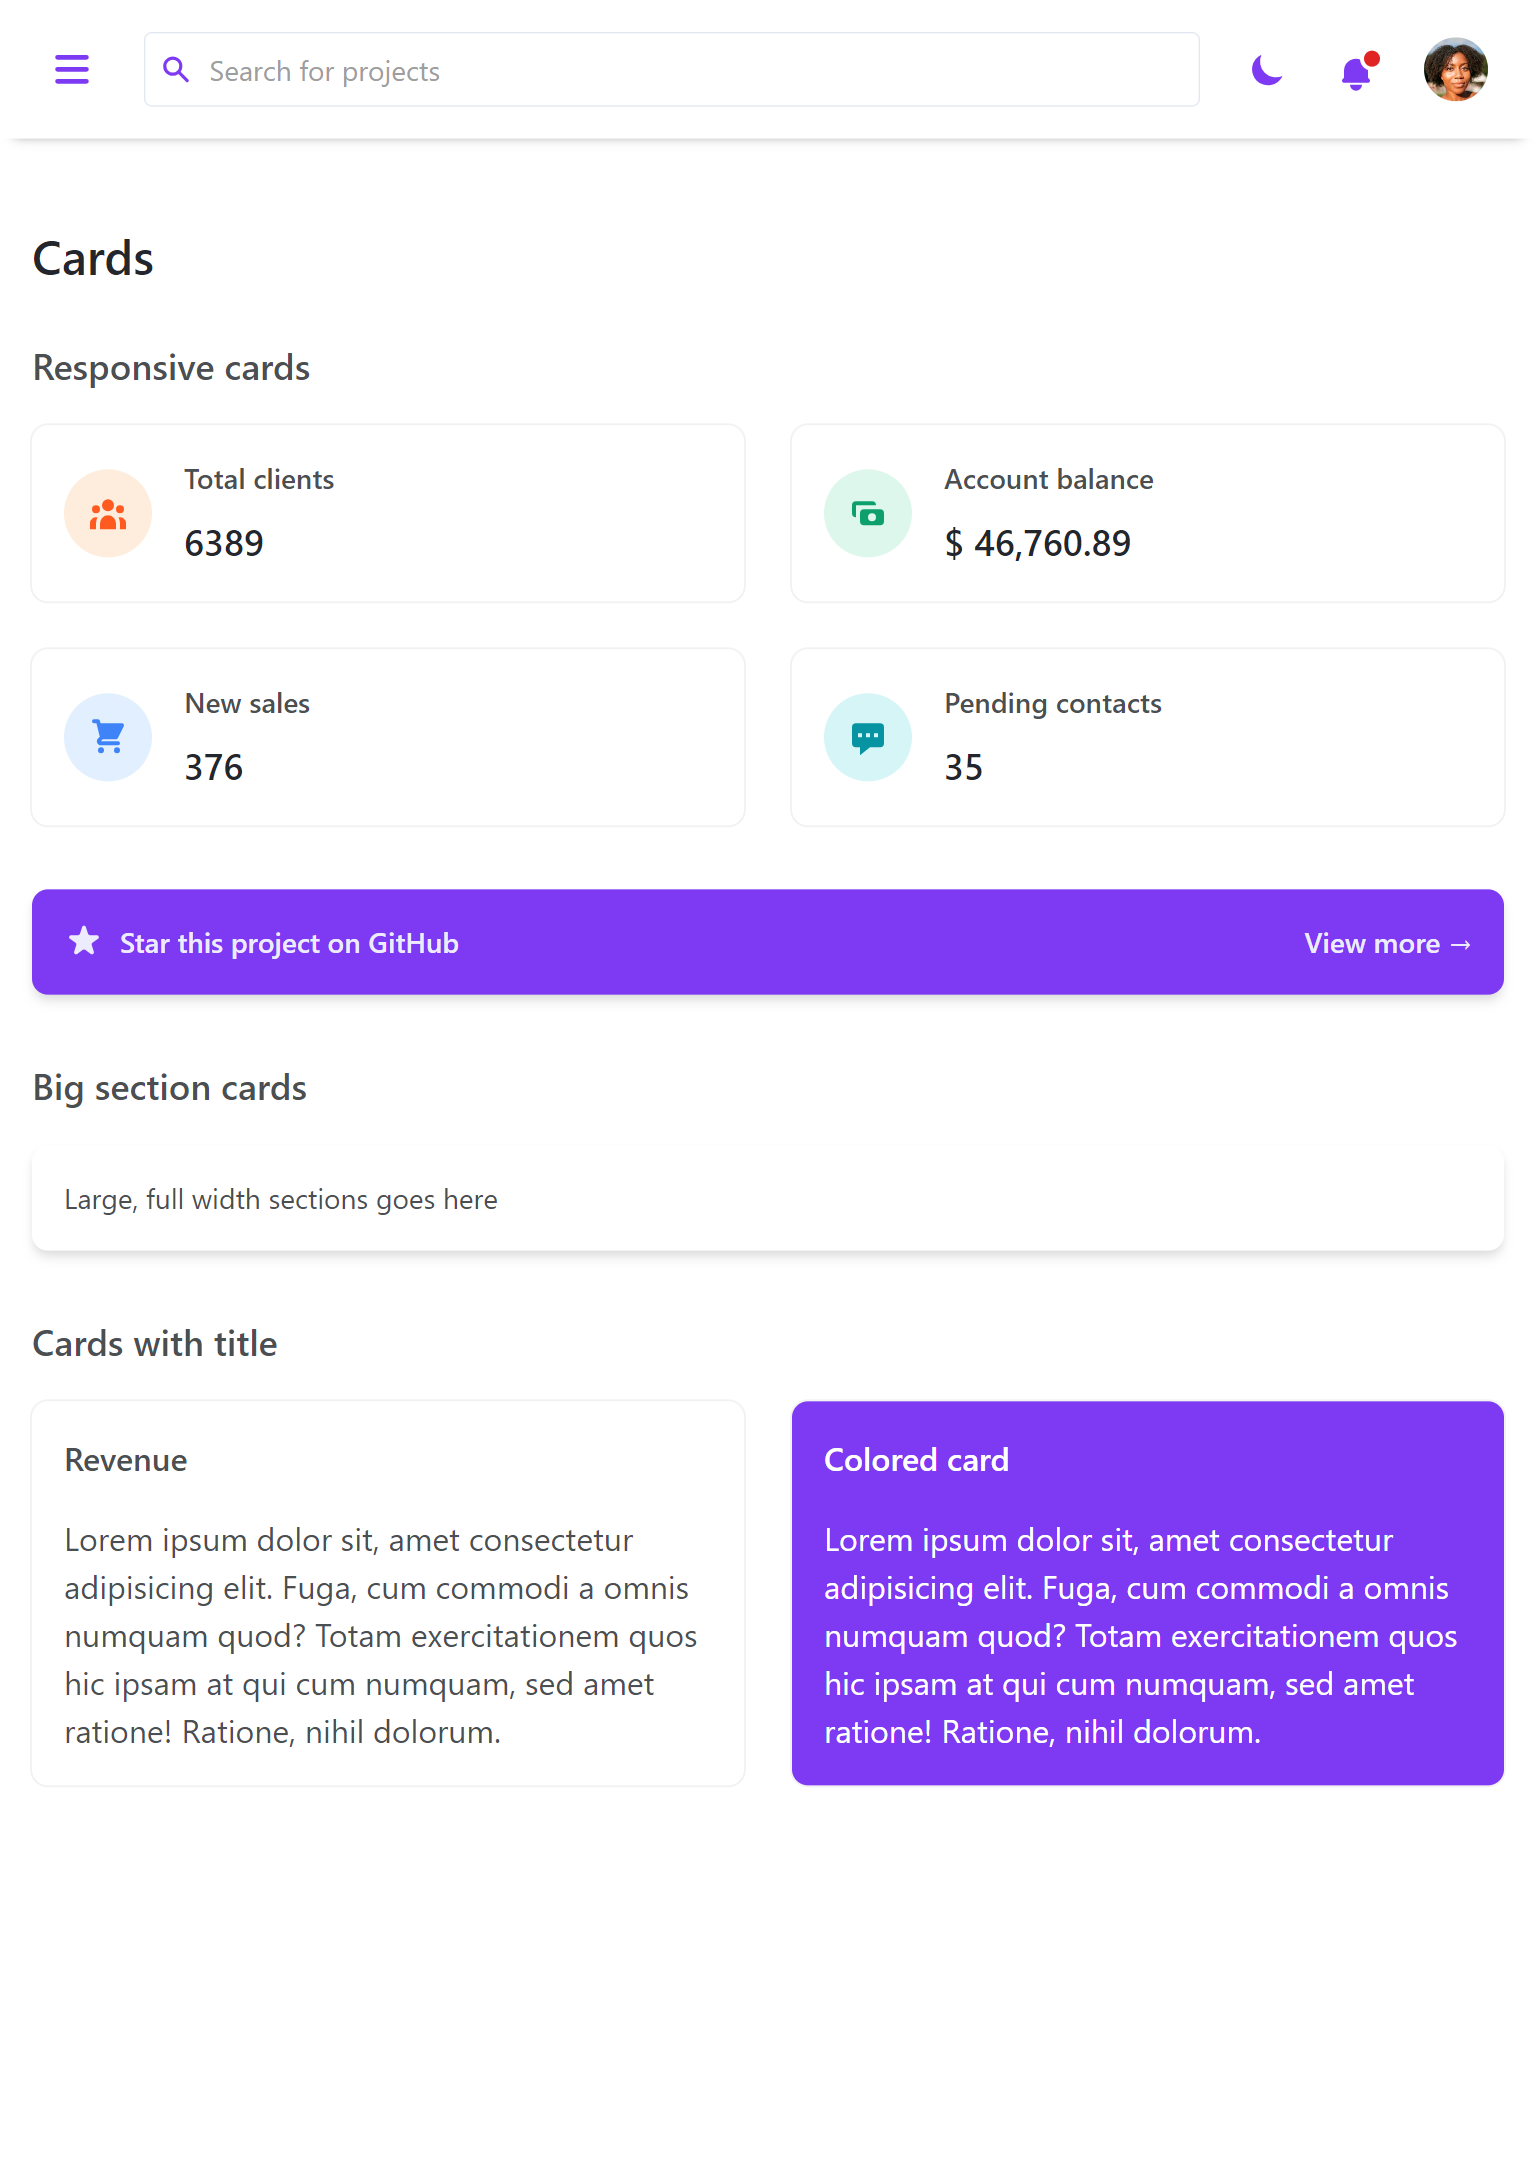 Search for projects
Cards
Responsive cards
Total clients
6389
Account balance
$ 46,760.89
New sales
376
Pending contacts
35
Star this project on GitHub
View more →
Big section cards
Large, full width sections goes here
Cards with title
Revenue
Lorem ipsum dolor sit, amet consectetur
adipisicing elit. Fuga, cum commodi a omnis
numquam quod? Totam exercitationem quos
hic ipsam at qui cum numquam, sed amet
ratione! Ratione, nihil dolorum.
Colored card
Lorem ipsum dolor sit, amet consectetur
adipisicing elit. Fuga, cum commodi a omnis
numquam quod? Totam exercitationem quos
hic ipsam at qui cum numquam, sed amet
ratione! Ratione, nihil dolorum.